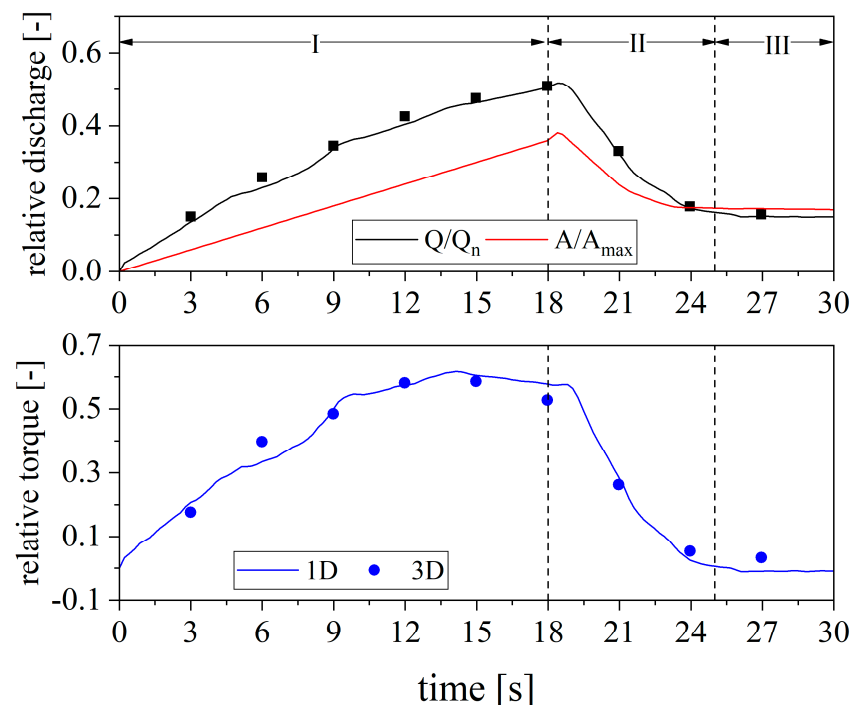 relative discharge [-]
0.6
0.4
0.2
0.0
I
II
III
Q/Qn A/Amax
0 3 6 9 12 15 18 21 24 27 30
relative torque [-]
0.7
0.5
0.3
0.1
-0.1
1D 3D
0 3 6 9 12 15 18 21 24 27 30
time [s]